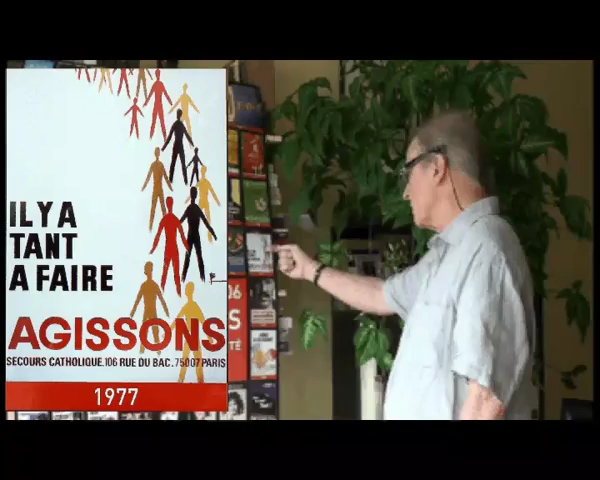 IL Y A
TANT
A FAIRE
AGISSONS
SECOURS CATHOLIQUE.106 RUE DU BAC.75007 PARIS
1977